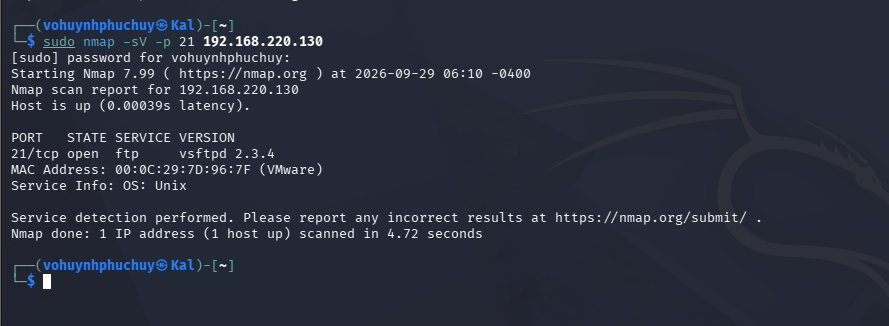 ┌──(vohuynhphuchuy㉿Kal)-[~]
└─$ sudo nmap -sV -p 21 192.168.220.130
[sudo] password for vohuynhphuchuy:
Starting Nmap 7.99 ( https://nmap.org ) at 2026-09-29 06:10 -0400
Nmap scan report for 192.168.220.130
Host is up (0.00039s latency).
PORT   STATE SERVICE VERSION
21/tcp open  ftp     vsftpd 2.3.4
MAC Address: 00:0C:29:7D:96:7F (VMware)
Service Info: OS: Unix
Service detection performed. Please report any incorrect results at https://nmap.org/submit/ .
Nmap done: 1 IP address (1 host up) scanned in 4.72 seconds
┌──(vohuynhphuchuy㉿Kal)-[~]
└─$